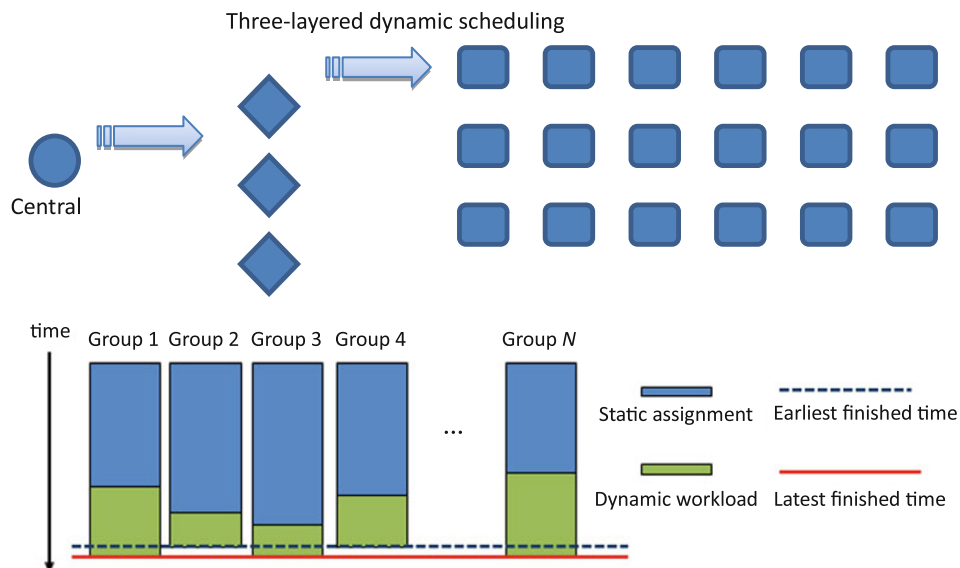 Three-layered dynamic scheduling
Central
time
Group 1 Group 2 Group 3 Group 4 Group N
...
Static assignment
Earliest finished time
Dynamic workload
Latest finished time